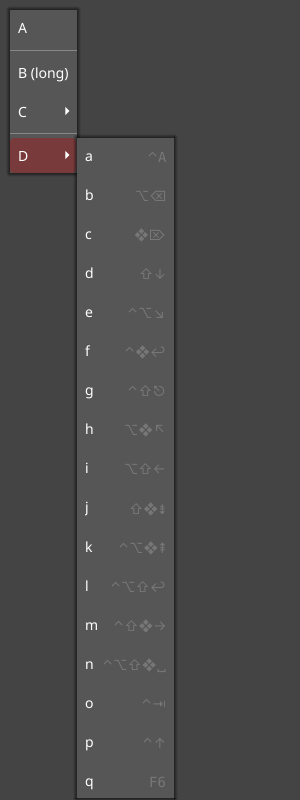 A
B (long)
C
D
a ^A
b ⌥⌫
c ❖⌦
d ⇧↓
e ^⌥↘
f ^❖↩
g ^⇧⎋
h ⌥❖↖
i ⌥⇧←
j ⇧❖⇟
k ^⌥❖⇞
l ^⌥⇧↩
m ^⇧❖→
n ^⌥⇧❖⎵
o ^⇥
p ^↑
q F6